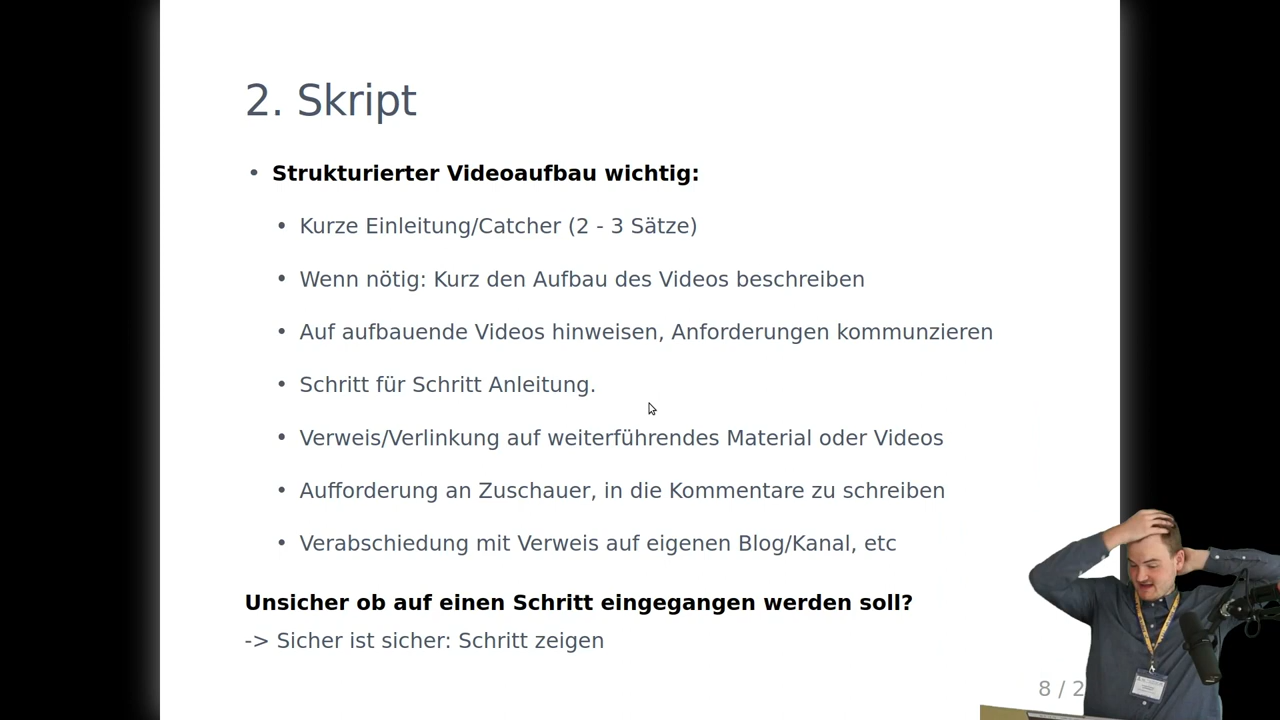 2. Skript
• Strukturierter Videoaufbau wichtig:
• Kurze Einleitung/Catcher (2 - 3 Sätze)
• Wenn nötig: Kurz den Aufbau des Videos beschreiben
• Auf aufbauende Videos hinweisen, Anforderungen kommunzieren
• Schritt für Schritt Anleitung.
• Verweis/Verlinkung auf weiterführendes Material oder Videos
• Aufforderung an Zuschauer, in die Kommentare zu schreiben
• Verabschiedung mit Verweis auf eigenen Blog/Kanal, etc
Unsicher ob auf einen Schritt eingegangen werden soll?
-> Sicher ist sicher: Schritt zeigen
8 / 2